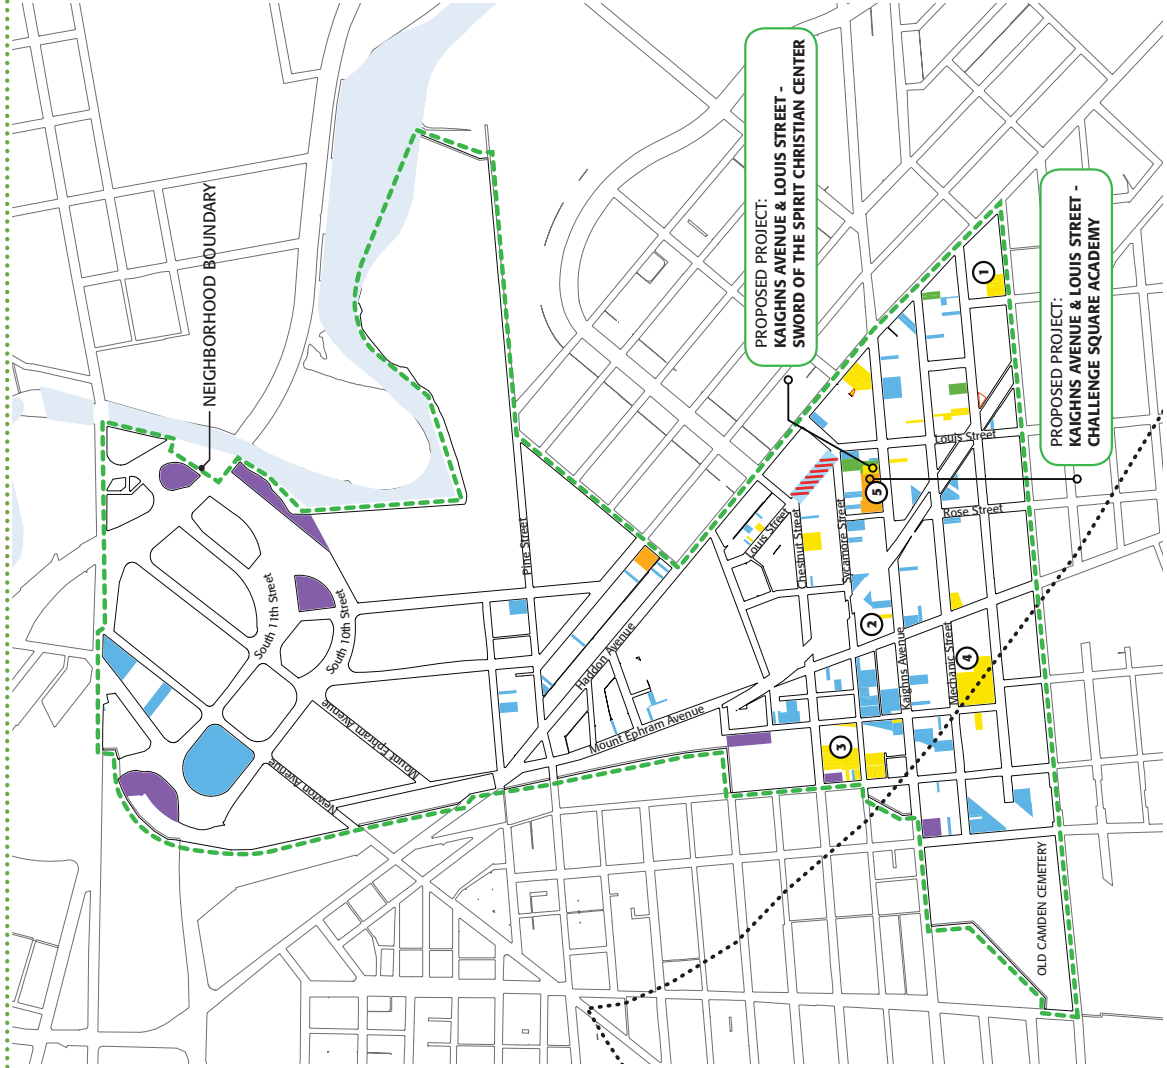 NEIGHBORHOOD BOUNDARY
PROPOSED PROJECT:
KAIGHNS AVENUE & LOUIS STREET -
SWORD OF THE SPIRIT CHRISTIAN CENTER
PROPOSED PROJECT:
KAIGHNS AVENUE & LOUIS STREET -
CHALLENGE SQUARE ACADEMY
South 11th Street
South 10th Street
Mount Ephram Avenue
Newton Avenue
Pine Street
Haddon Avenue
Mount Ephram Avenue
Louis Street
Chestnut Street
Sycamore Street
Kaighns Avenue
Mechanic Street
Louis Street
Rose Street
OLD CAMDEN CEMETERY
1
2
3
4
5